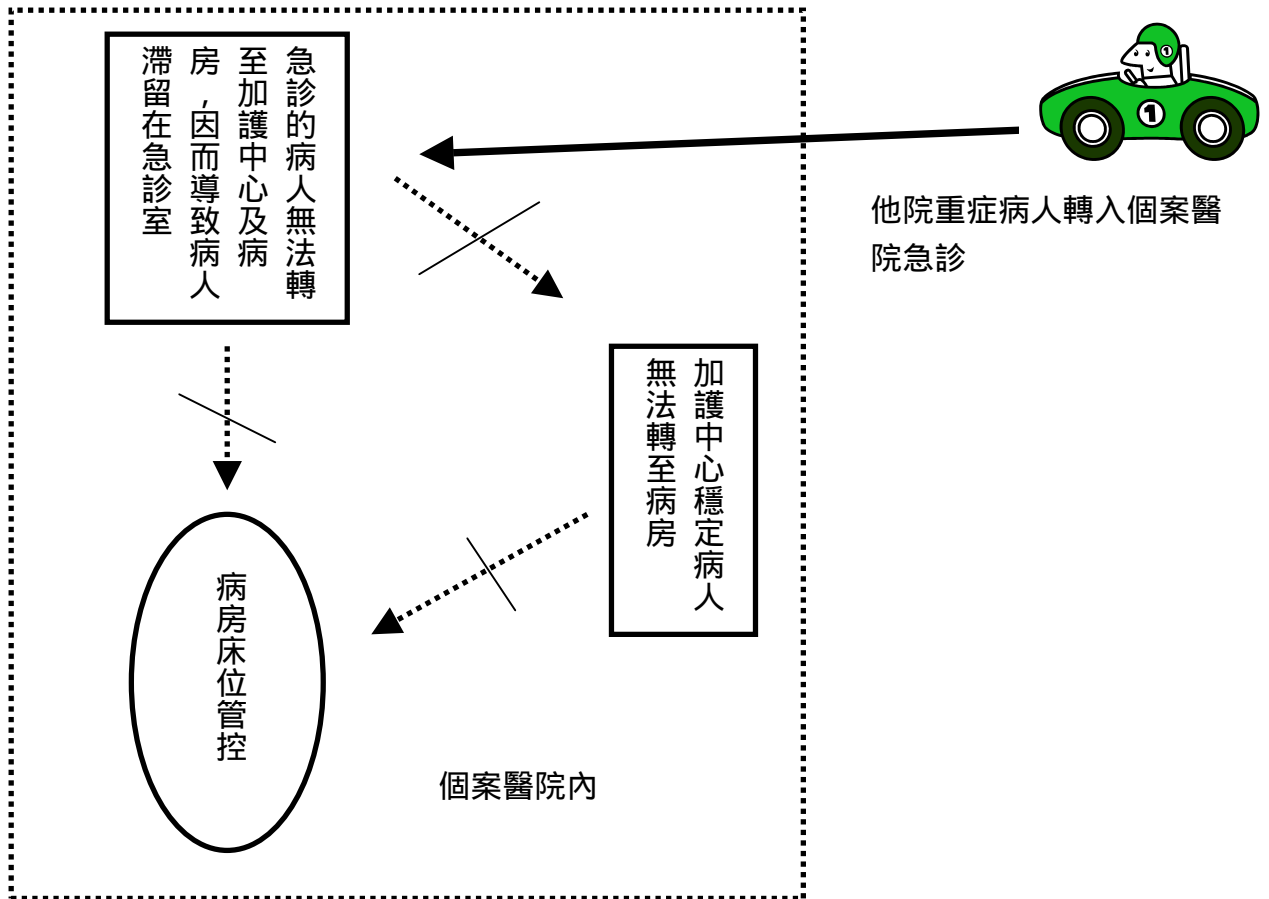 急診的病人無法轉
至加護中心及病
房,因而導致病人
滯留在急診室
1
1
他院重症病人轉入個案醫
院急診
加護中心穩定病人
無法轉至病房
病房床位管控
個案醫院內